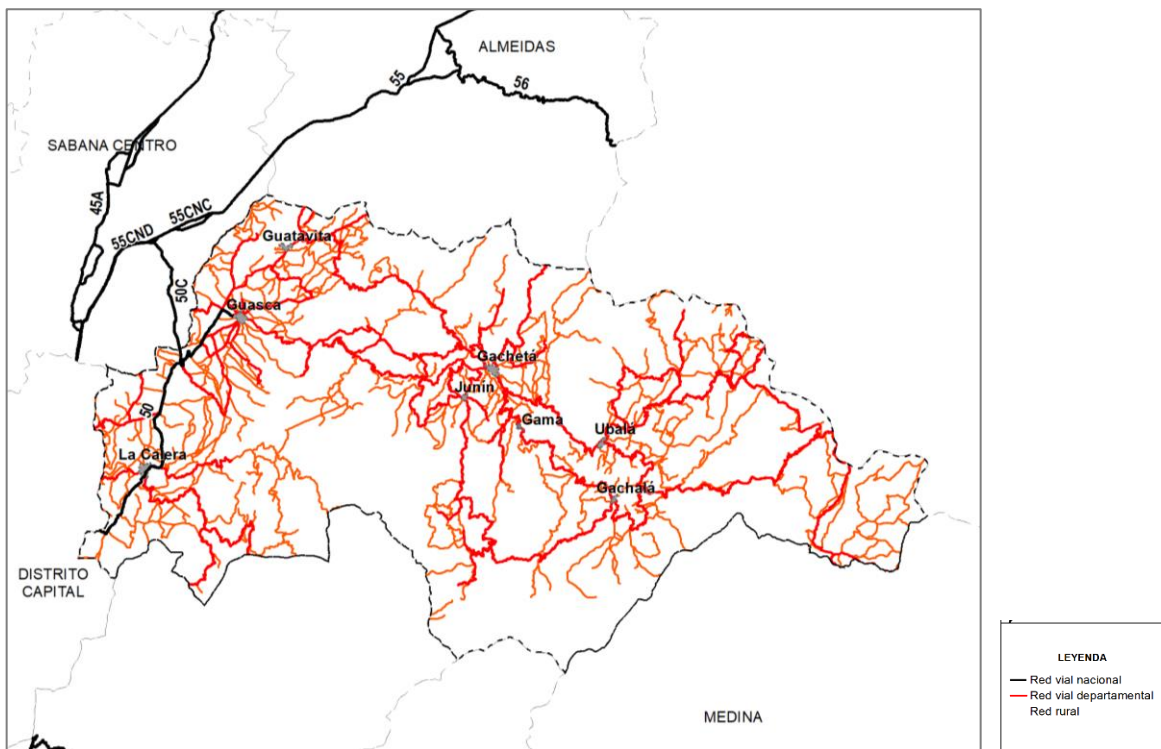 ALMEIDAS
55
56
SABANA CENTRO
45A
55CNC
55CND
Guatavita
50C
Guasca
Gachetá
Junín
50
Gama
Ubalá
La Calera
Gachalá
DISTRITO
CAPITAL
MEDINA
LEYENDA
Red vial nacional
Red vial departamental
Red rural